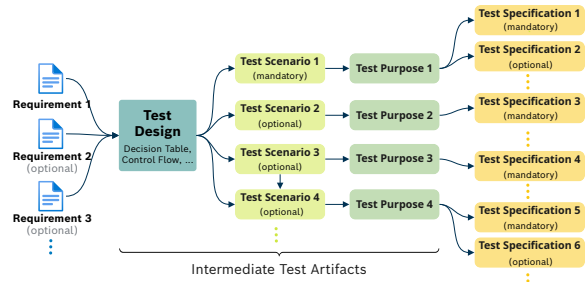 Requirement 1
Requirement 2
(optional)
Requirement 3
(optional)
Test
Design
Decision Table,
Control Flow, ...
Test Scenario 1
(mandatory)
Test Scenario 2
(optional)
Test Scenario 3
(optional)
Test Scenario 4
(optional)
Test Purpose 1
Test Purpose 2
Test Purpose 3
Test Purpose 4
Test Specification 1
(mandatory)
Test Specification 2
(optional)
Test Specification 3
(mandatory)
Test Specification 4
(mandatory)
Test Specification 5
(mandatory)
Test Specification 6
(optional)
Intermediate Test Artifacts